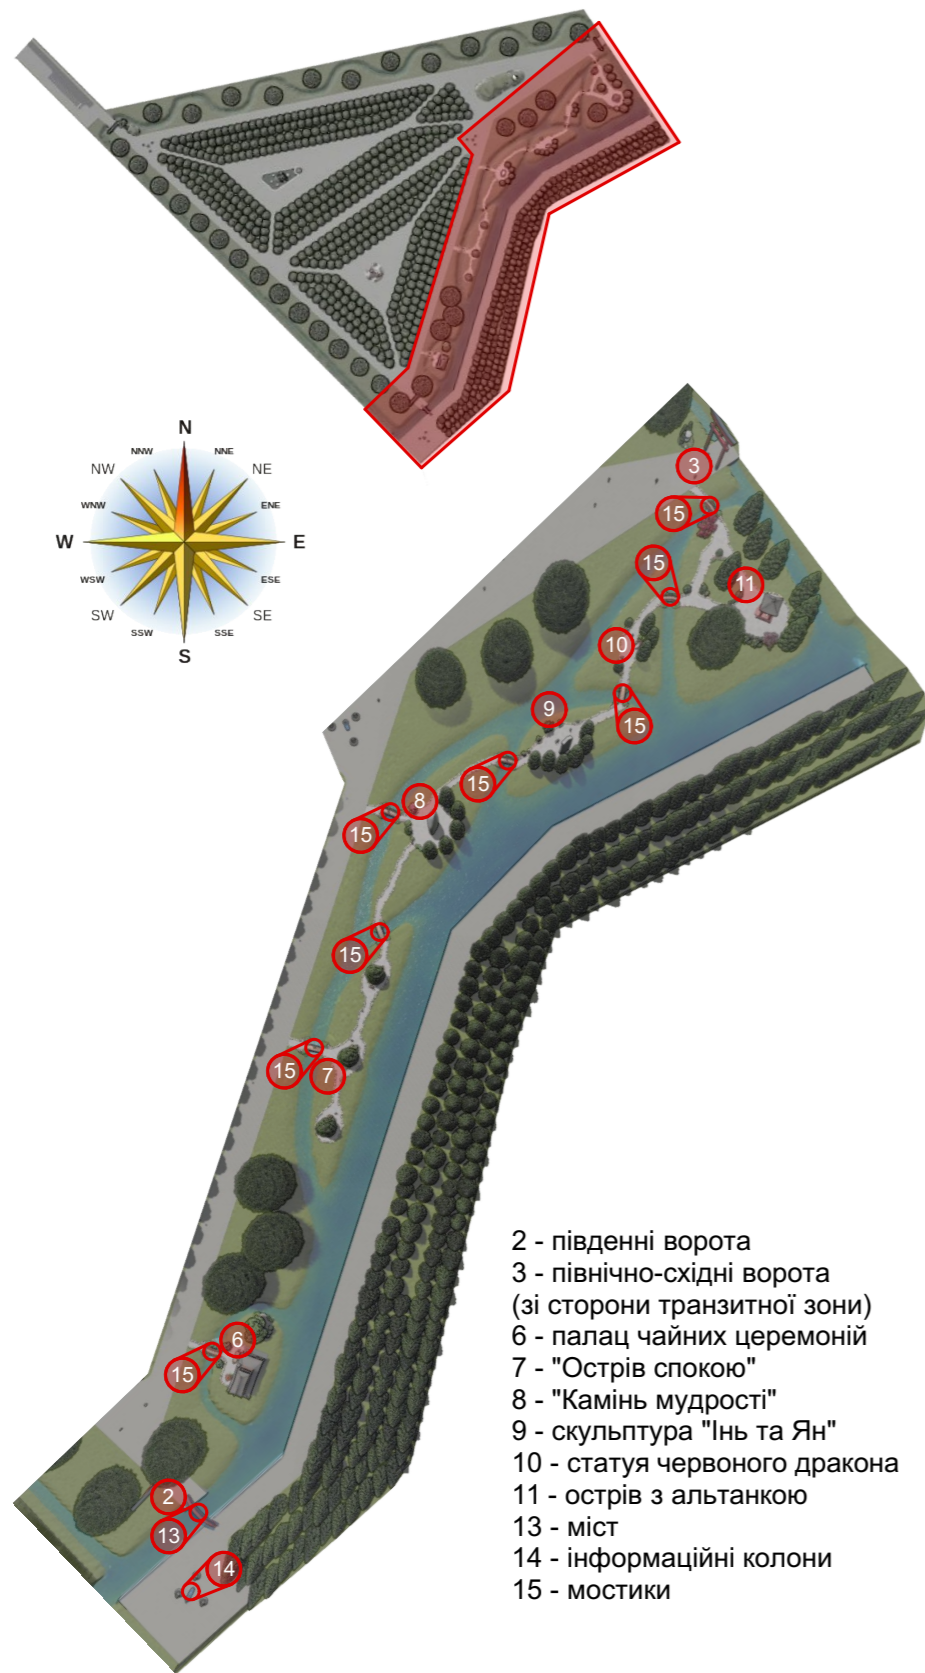 N
NNW
NNE
NW
NE
WNW
ENE
W
E
WSW
ESE
SW
SE
SSW
SSE
S
3
15
15
11
10
9
15
15
8
15
15
15
7
6
15
2
13
14
2 - південні ворота
3 - північно-східні ворота
(зі сторони транзитної зони)
6 - палац чайних церемоній
7 - "Острів спокою"
8 - "Камінь мудрості"
9 - скульптура "Інь та Ян"
10 - статуя червоного дракона
11 - острів з альтанкою
13 - міст
14 - інформаційні колони
15 - мостики